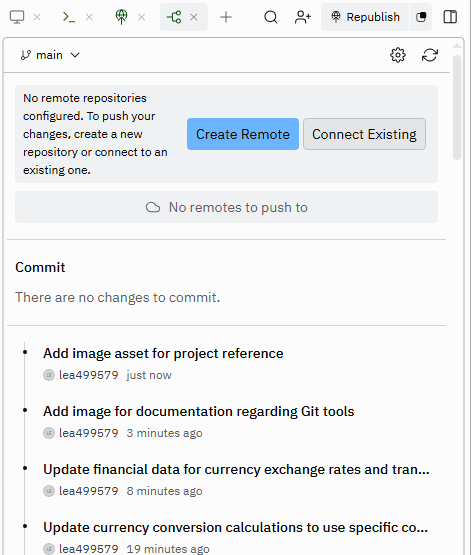 Republish
main
No remote repositories
configured. To push your
changes, create a new
repository or connect to an
existing one.
Create Remote
Connect Existing
No remotes to push to
Commit
There are no changes to commit.
Add image asset for project reference
LE lea499579 just now
Add image for documentation regarding Git tools
LE lea499579 3 minutes ago
Update financial data for currency exchange rates and tran...
LE lea499579 8 minutes ago
Update currency conversion calculations to use specific co...
LE lea499579 19 minutes ago